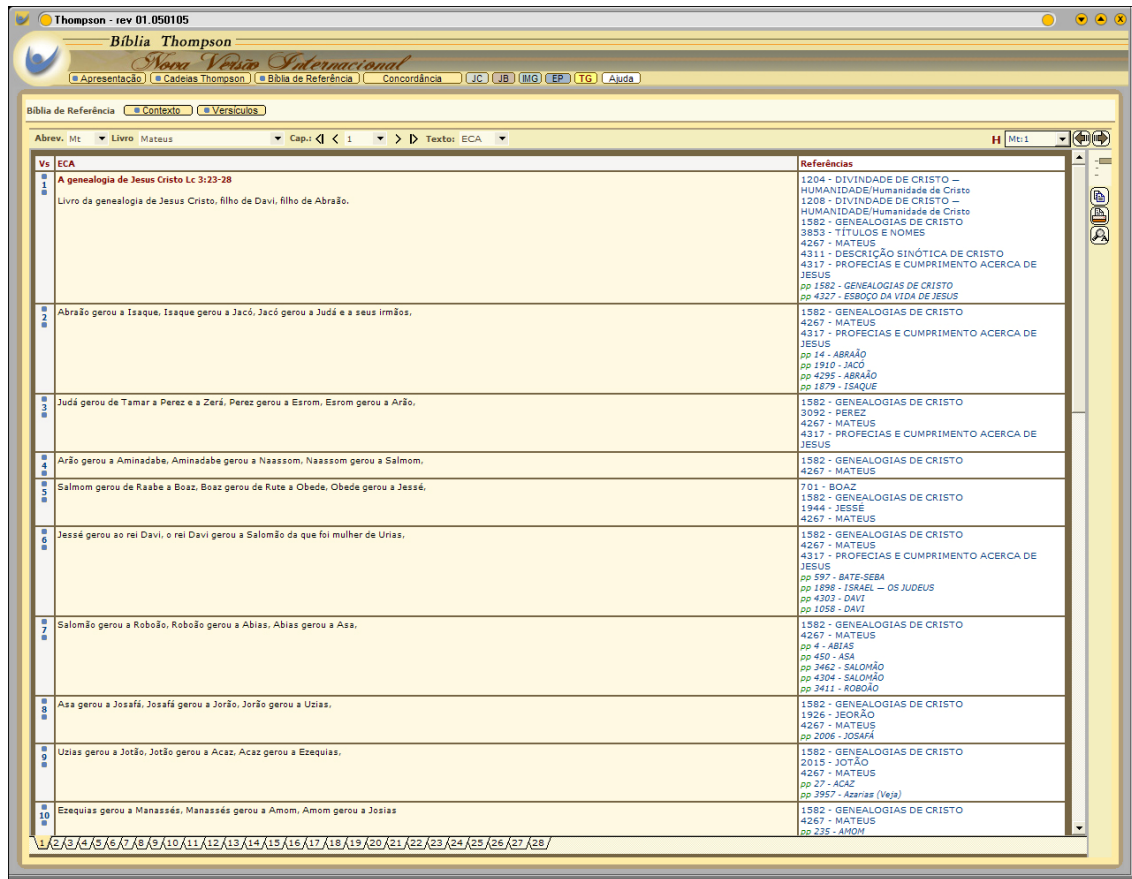 Thompson - rev 01.050105
Bíblia Thompson
Nova Versão Internacional
Apresentação Cadeias Thompson Bíblia de Referência Concordância JC JB IMG EP TG Ajuda
Bíblia de Referência Contexto Versículos
Abrev. Mt Livro Mateus Cap.: 1 Texto: ECA H Mt:1
Vs ECA Referências
1
A genealogia de Jesus Cristo Lc 3:23-28
Livro da genealogia de Jesus Cristo, filho de Davi, filho de Abraão.
1204 - DIVINDADE DE CRISTO —
HUMANIDADE/Humanidade de Cristo
1208 - DIVINDADE DE CRISTO —
HUMANIDADE/Humanidade de Cristo
1582 - GENEALOGIAS DE CRISTO
3853 - TÍTULOS E NOMES
4267 - MATEUS
4311 - DESCRIÇÃO SINÓTICA DE CRISTO
4317 - PROFECIAS E CUMPRIMENTO ACERCA DE
JESUS
pp 1582 - GENEALOGIAS DE CRISTO
pp 4327 - ESBOÇO DA VIDA DE JESUS
2
Abraão gerou a Isaque, Isaque gerou a Jacó, Jacó gerou a Judá e a seus irmãos,
1582 - GENEALOGIAS DE CRISTO
4267 - MATEUS
4317 - PROFECIAS E CUMPRIMENTO ACERCA DE
JESUS
pp 14 - ABRAÃO
pp 1910 - JACÓ
pp 4295 - ABRAÃO
pp 1879 - ISAQUE
3
Judá gerou de Tamar a Perez e a Zerá, Perez gerou a Esrom, Esrom gerou a Arão,
1582 - GENEALOGIAS DE CRISTO
3092 - PEREZ
4267 - MATEUS
4317 - PROFECIAS E CUMPRIMENTO ACERCA DE
JESUS
4
Arão gerou a Aminadabe, Aminadabe gerou a Naassom, Naassom gerou a Salmom,
1582 - GENEALOGIAS DE CRISTO
4267 - MATEUS
5
Salmom gerou de Raabe a Boaz, Boaz gerou de Rute a Obede, Obede gerou a Jessé,
701 - BOAZ
1582 - GENEALOGIAS DE CRISTO
1944 - JESSÉ
4267 - MATEUS
6
Jessé gerou ao rei Davi, o rei Davi gerou a Salomão da que foi mulher de Urias,
1582 - GENEALOGIAS DE CRISTO
4267 - MATEUS
4317 - PROFECIAS E CUMPRIMENTO ACERCA DE
JESUS
pp 597 - BATE-SEBA
pp 1898 - ISRAEL — OS JUDEUS
pp 4303 - DAVI
pp 1058 - DAVI
7
Salomão gerou a Roboão, Roboão gerou a Abias, Abias gerou a Asa,
1582 - GENEALOGIAS DE CRISTO
4267 - MATEUS
pp 4 - ABIAS
pp 450 - ASA
pp 3462 - SALOMÃO
pp 4304 - SALOMÃO
pp 3411 - ROBOÃO
8
Asa gerou a Josafá, Josafá gerou a Jorão, Jorão gerou a Uzias,
1582 - GENEALOGIAS DE CRISTO
1926 - JEORÃO
4267 - MATEUS
pp 2006 - JOSAFÁ
9
Uzias gerou a Jotão, Jotão gerou a Acaz, Acaz gerou a Ezequias,
1582 - GENEALOGIAS DE CRISTO
2015 - JOTÃO
4267 - MATEUS
pp 27 - ACAZ
pp 3957 - Azarias (Veja)
10
Ezequias gerou a Manassés, Manassés gerou a Amom, Amom gerou a Josias
1582 - GENEALOGIAS DE CRISTO
4267 - MATEUS
pp 235 - AMOM
1 2 3 4 5 6 7 8 9 10 11 12 13 14 15 16 17 18 19 20 21 22 23 24 25 26 27 28